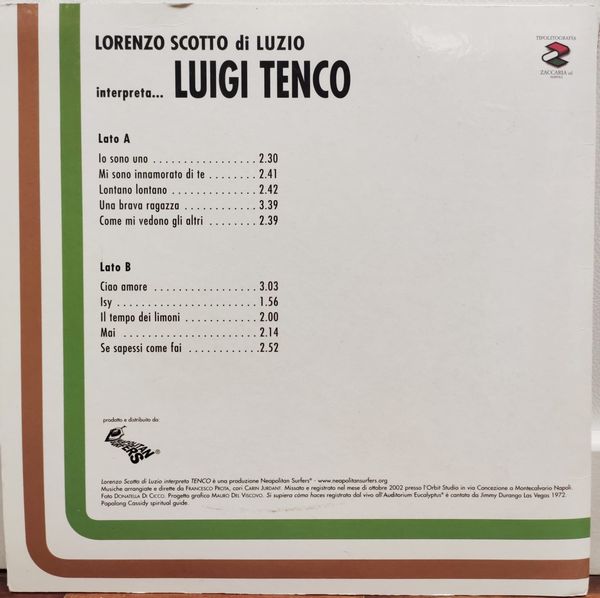 LORENZO SCOTTO di LUZIO
TIPOLITOGRAFIA
ZACCARIA srl
NAPOLI
interpreta... LUIGI TENCO
Lato A
Io sono uno ................. 2.30
Mi sono innamorato di te ........ 2.41
Lontano lontano .............. 2.42
Una brava ragazza ............ 3.39
Come mi vedono gli altri ........ 2.39
Lato B
Ciao amore ................. 3.03
Isy ....................... 1.56
Il tempo dei limoni ............ 2.00
Mai ...................... 2.14
Se sapessi come fai ............ 2.52
prodotto e distribuito da:
NEAPOLITAN
SURFERS ®
Lorenzo Scotto di Luzio interpreta TENCO è una produzione Neapolitan Surfers® - www.neapolitansurfers.org
Musiche arrangiate e dirette da FRANCESCO PROTA, cori CARIN JURDANT. Missato e registrato nel mese di ottobre 2002 presso l'Orbit Studio in via Concezione a Montecalvario Napoli.
Foto DONATELLA DI CICCO. Progetto grafico MAURO DEL VISCOVO. Si supiera còmo haces registrata dal vivo all'Auditorium Eucalyptus® è cantata da Jimmy Durango Las Vegas 1972.
Papalong Cassidy spiritual guide.